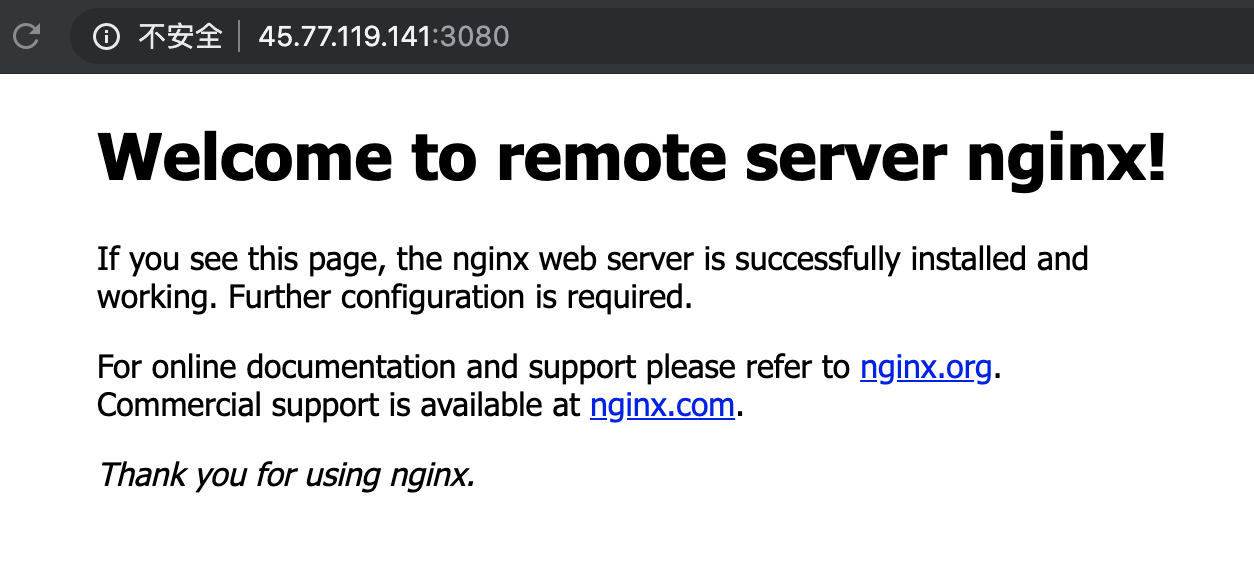 不安全 45.77.119.141:3080
Welcome to remote server nginx!
If you see this page, the nginx web server is successfully installed and
working. Further configuration is required.
For online documentation and support please refer to nginx.org.
Commercial support is available at nginx.com.
Thank you for using nginx.